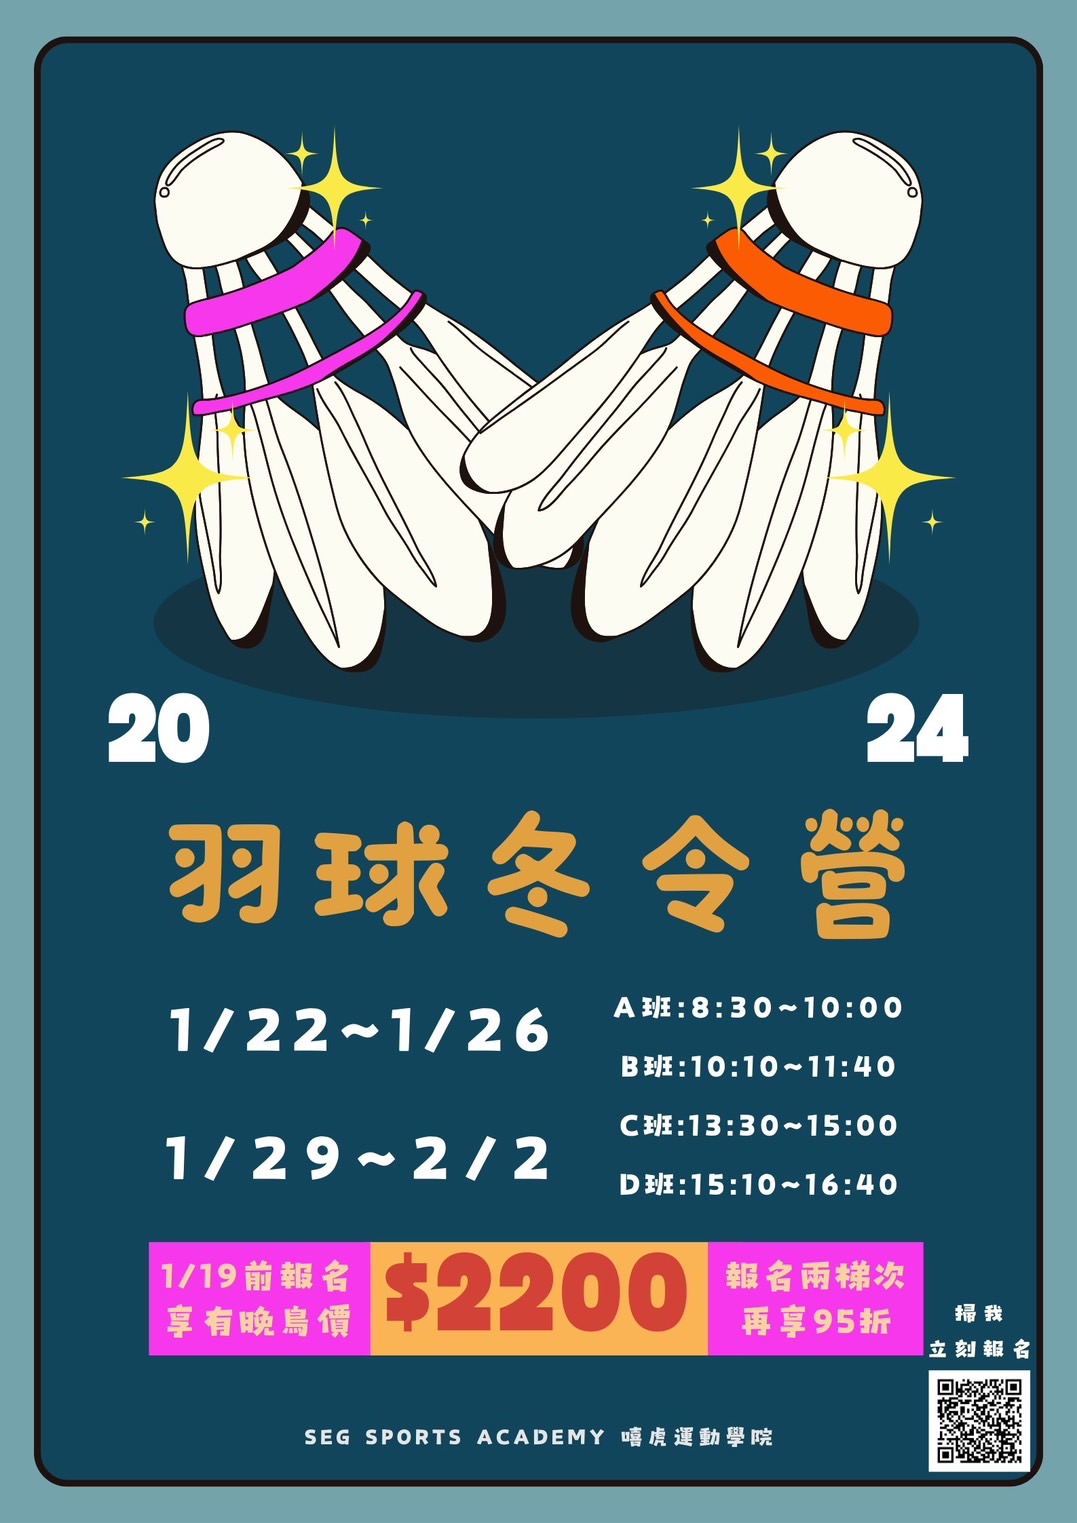 20 24
羽球冬令營
1/22~1/26
1/29~2/2
A班:8:30~10:00
B班:10:10~11:40
C班:13:30~15:00
D班:15:10~16:40
1/19前報名
享有晚鳥價
$2200
報名兩梯次
再享95折
掃我
立刻報名
SEG SPORTS ACADEMY 嘻虎運動學院